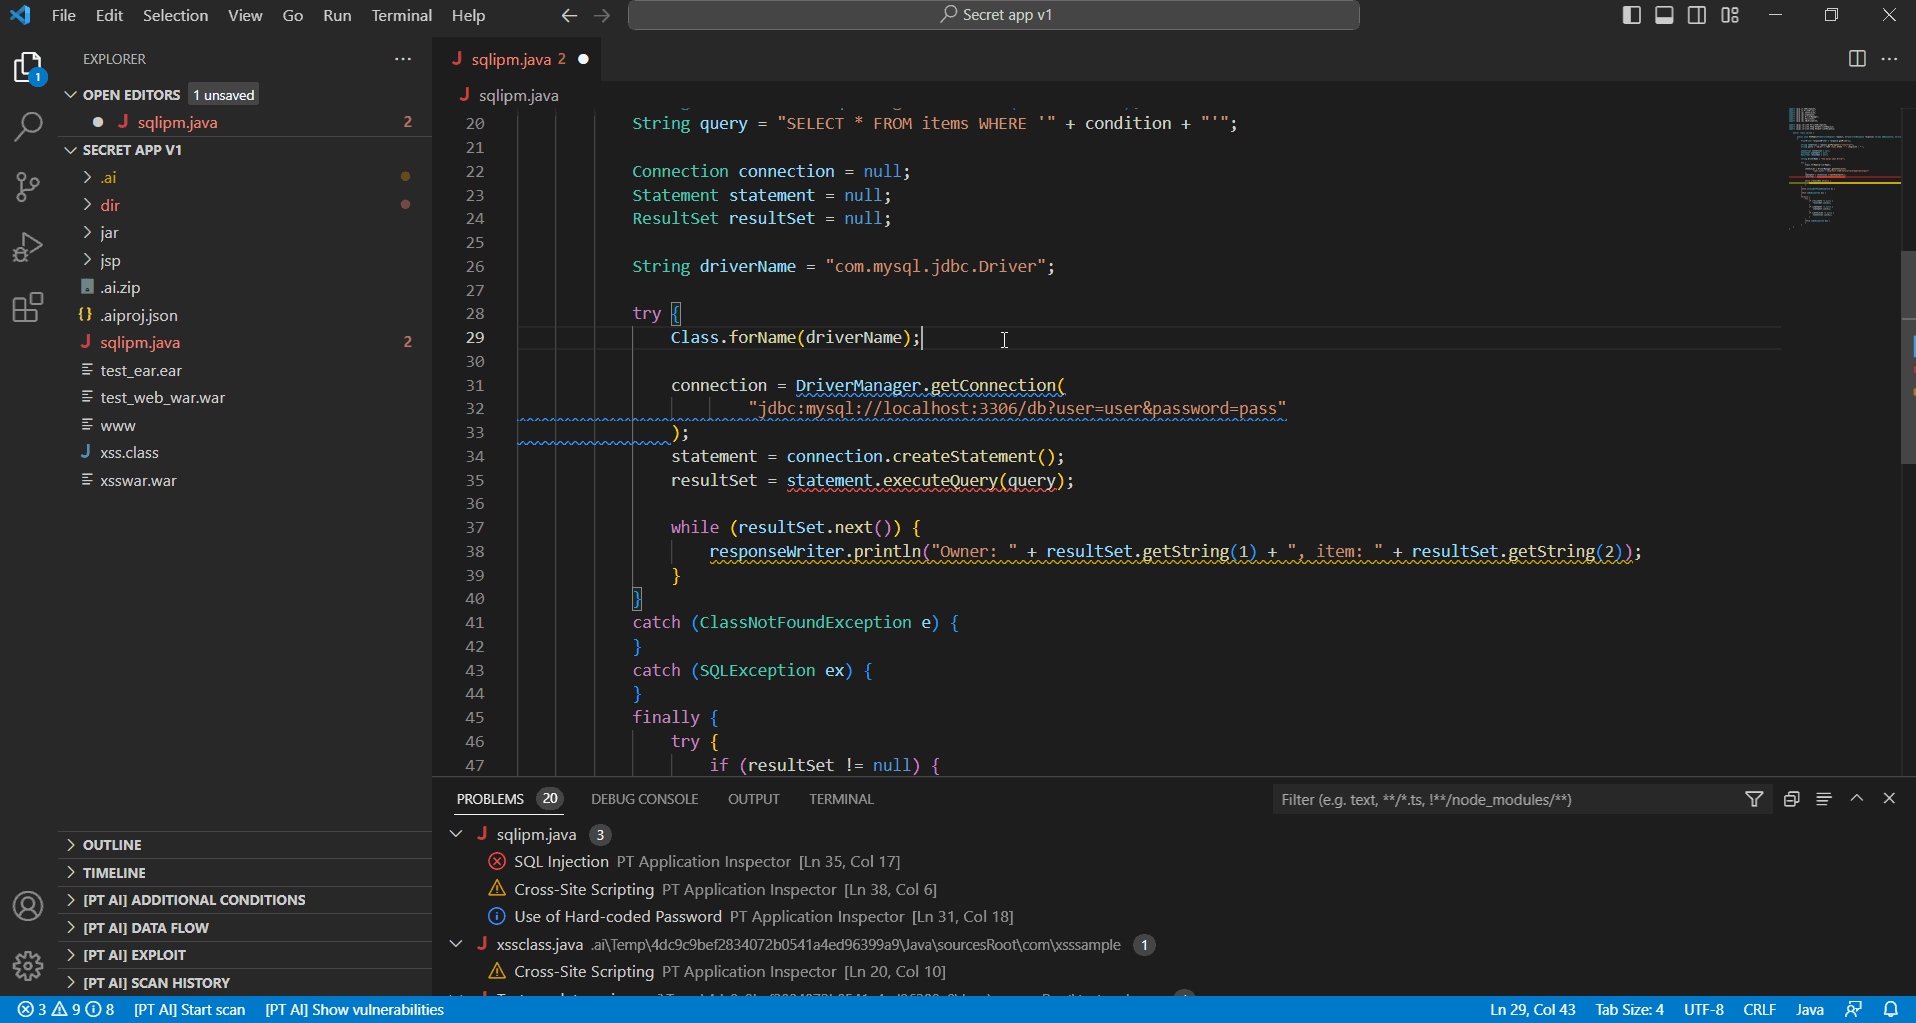 File Edit Selection View Go Run Terminal Help
Secret app v1
EXPLORER
OPEN EDITORS 1 unsaved
sqlipm.java 2
SECRET APP V1
.ai
dir
jar
jsp
.ai.zip
.aiproj.json
sqlipm.java 2
test_ear.ear
test_web_war.war
www
xss.class
xsswar.war
OUTLINE
TIMELINE
[PT AI] ADDITIONAL CONDITIONS
[PT AI] DATA FLOW
[PT AI] EXPLOIT
[PT AI] SCAN HISTORY
1
sqlipm.java 2
sqlipm.java
20 String query = "SELECT * FROM items WHERE '" + condition + "'";
21
22 Connection connection = null;
23 Statement statement = null;
24 ResultSet resultSet = null;
25
26 String driverName = "com.mysql.jdbc.Driver";
27
28 try {
29 Class.forName(driverName);
30
31 connection = DriverManager.getConnection(
32 "jdbc:mysql://localhost:3306/db?user=user&password=pass"
33 );
34 statement = connection.createStatement();
35 resultSet = statement.executeQuery(query);
36
37 while (resultSet.next()) {
38 responseWriter.println("Owner: " + resultSet.getString(1) + ", item: " + resultSet.getString(2));
39 }
40 }
41 catch (ClassNotFoundException e) {
42 }
43 catch (SQLException ex) {
44 }
45 finally {
46 try {
47 if (resultSet != null) {
PROBLEMS 20 DEBUG CONSOLE OUTPUT TERMINAL
Filter (e.g. text, **/*.ts, !**/node_modules/**)
sqlipm.java 3
SQL Injection PT Application Inspector [Ln 35, Col 17]
Cross-Site Scripting PT Application Inspector [Ln 38, Col 6]
Use of Hard-coded Password PT Application Inspector [Ln 31, Col 18]
xssclass.java .ai\Temp\4dc9c9bef2834072b0541a4ed96399a9\Java\sourcesRoot\com\xsssample 1
Cross-Site Scripting PT Application Inspector [Ln 20, Col 10]
3 9 8 [PT AI] Start scan [PT AI] Show vulnerabilities
Ln 29, Col 43 Tab Size: 4 UTF-8 CRLF Java